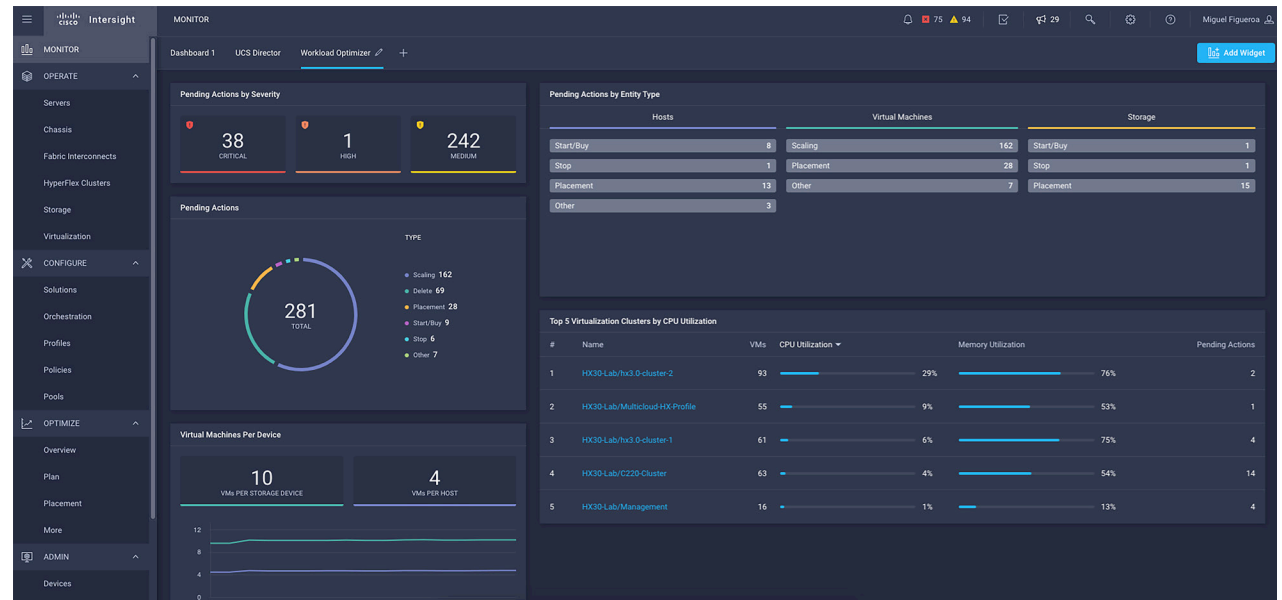 cisco Intersight
MONITOR
75 94
29
Miguel Figueroa
MONITOR
OPERATE
Servers
Chassis
Fabric Interconnects
HyperFlex Clusters
Storage
Virtualization
CONFIGURE
Solutions
Orchestration
Profiles
Policies
Pools
OPTIMIZE
Overview
Plan
Placement
More
ADMIN
Devices
Dashboard 1 UCS Director Workload Optimizer +
Add Widget
Pending Actions by Severity
38 1 242
CRITICAL HIGH MEDIUM
Pending Actions
281
TOTAL
TYPE
Scaling 162
Delete 69
Placement 28
Start/Buy 9
Stop 6
Other 7
Virtual Machines Per Device
10 4
VMs PER STORAGE DEVICE VMs PER HOST
12
8
4
0
Pending Actions by Entity Type
Hosts Virtual Machines Storage
Start/Buy 8 Scaling 162 Start/Buy 1
Stop 1 Placement 28 Stop 1
Placement 13 Other 7 Placement 15
Other 3
Top 5 Virtualization Clusters by CPU Utilization
# Name VMs CPU Utilization Memory Utilization Pending Actions
1 HX30-Lab/hx3.0-cluster-2 93 29% 76% 2
2 HX30-Lab/Multicloud-HX-Profile 55 9% 53% 1
3 HX30-Lab/hx3.0-cluster-1 61 6% 75% 4
4 HX30-Lab/C220-Cluster 63 4% 54% 14
5 HX30-Lab/Management 16 1% 13% 4